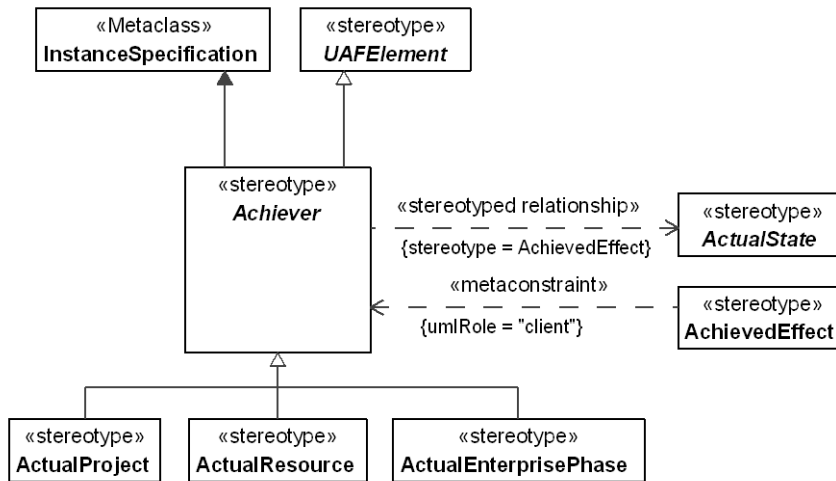 «Metaclass»
InstanceSpecification
«stereotype»
UAFElement
«stereotype»
Achiever
«stereotyped relationship»
{stereotype = AchievedEffect}
«stereotype»
ActualState
«metaconstraint»
{umlRole = "client"}
«stereotype»
AchievedEffect
«stereotype»
ActualProject
«stereotype»
ActualResource
«stereotype»
ActualEnterprisePhase